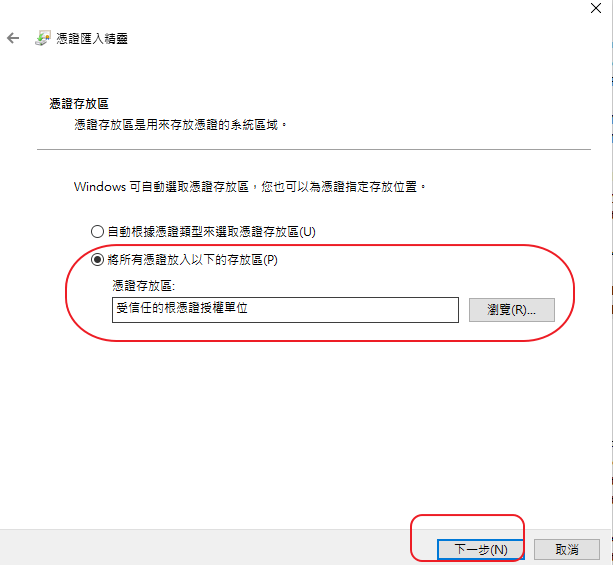 憑證匯入精靈
憑證存放區
憑證存放區是用來存放憑證的系統區域。
Windows 可自動選取憑證存放區，您也可以為憑證指定存放位置。
自動根據憑證類型來選取憑證存放區(U)
將所有憑證放入以下的存放區(P)
憑證存放區:
受信任的根憑證授權單位
瀏覽(R)...
下一步(N)
取消